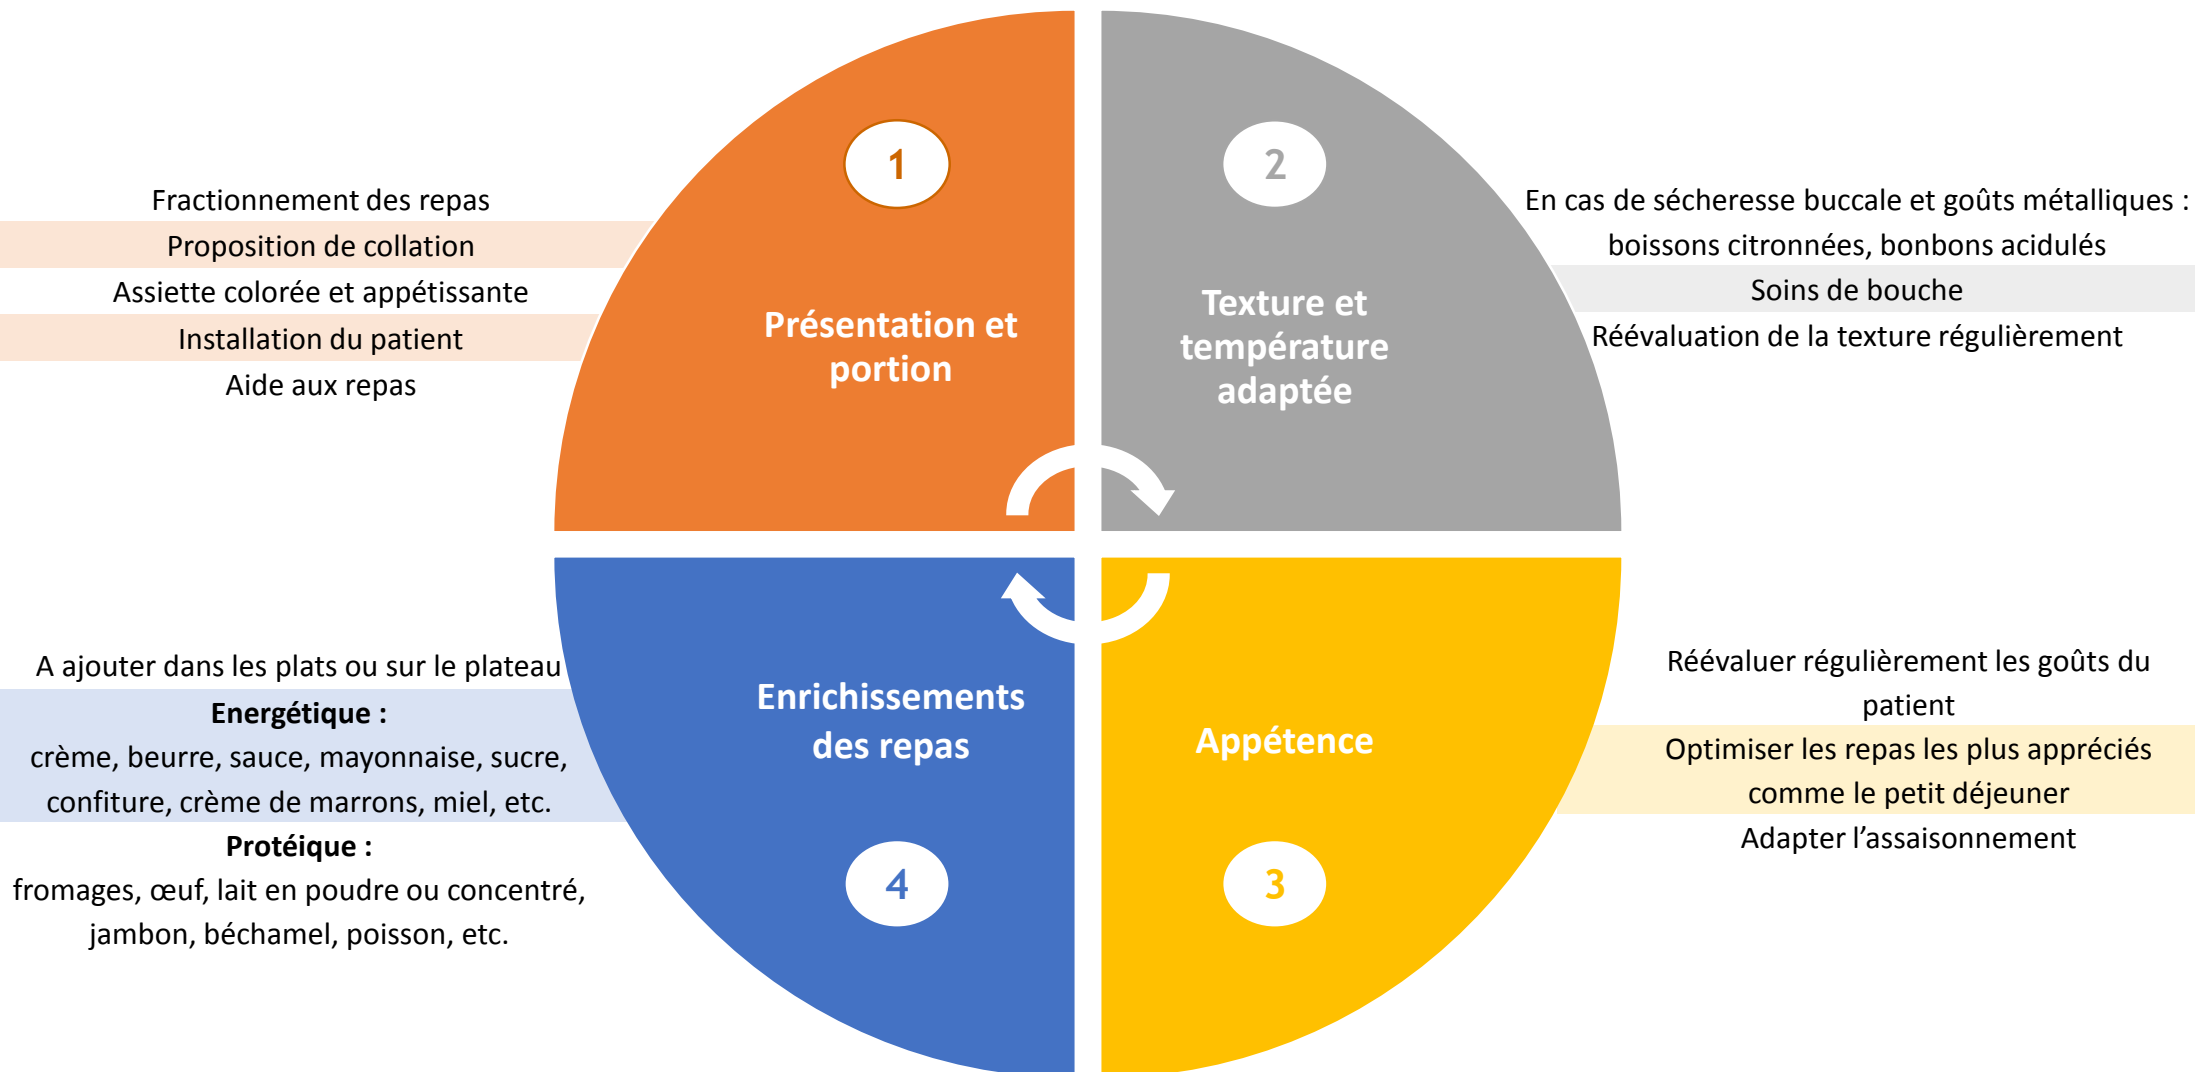 1
Présentation et
portion
Fractionnement des repas
Proposition de collation
Assiette colorée et appétissante
Installation du patient
Aide aux repas
2
Texture et
température
adaptée
En cas de sécheresse buccale et goûts métalliques :
boissons citronnées, bonbons acidulés
Soins de bouche
Réévaluation de la texture régulièrement
Appétence
3
Réévaluer régulièrement les goûts du
patient
Optimiser les repas les plus appréciés
comme le petit déjeuner
Adapter l’assaisonnement
Enrichissements
des repas
4
A ajouter dans les plats ou sur le plateau
Energétique :
crème, beurre, sauce, mayonnaise, sucre,
confiture, crème de marrons, miel, etc.
Protéique :
fromages, œuf, lait en poudre ou concentré,
jambon, béchamel, poisson, etc.